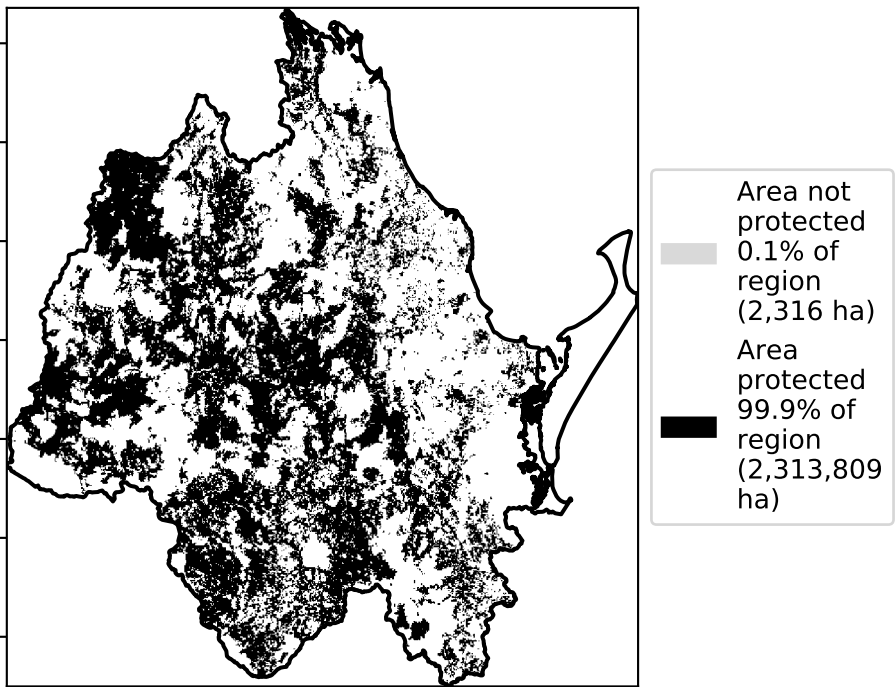 Area not
protected
0.1% of
region
(2,316 ha)
Area
protected
99.9% of
region
(2,313,809
ha)